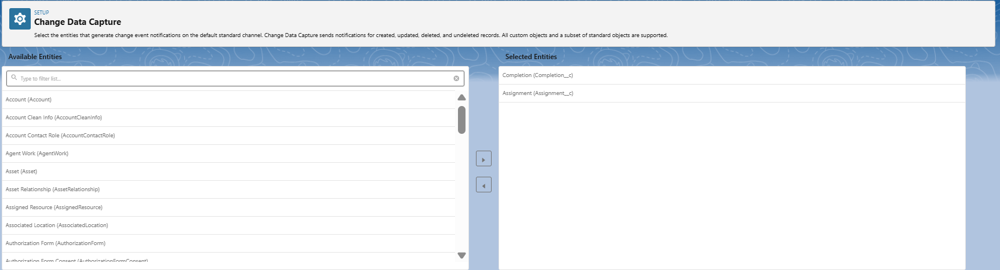 SETUP
Change Data Capture
Select the entities that generate change event notifications on the default standard channel. Change Data Capture sends notifications for created, updated, deleted, and undeleted records. All custom objects and a subset of standard objects are supported.
Available Entities
Type to filter list...
Account (Account)
Account Clean Info (AccountCleanInfo)
Account Contact Role (AccountContactRole)
Agent Work (AgentWork)
Asset (Asset)
Asset Relationship (AssetRelationship)
Assigned Resource (AssignedResource)
Associated Location (AssociatedLocation)
Authorization Form (AuthorizationForm)
Authorization Form Consent (AuthorizationFormConsent)
Selected Entities
Completion (Completion__c)
Assignment (Assignment__c)